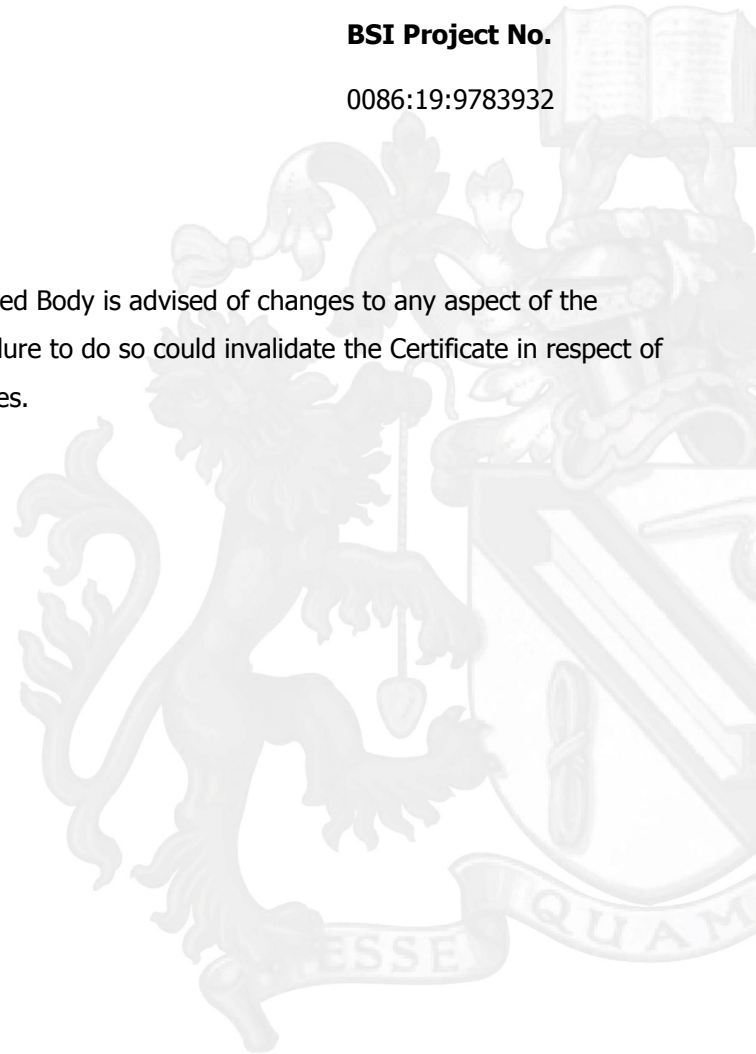 BSI Project No.
0086:19:9783932
ed Body is advised of changes to any aspect of the
lure to do so could invalidate the Certificate in respect of
es.
ESSE
QUAM